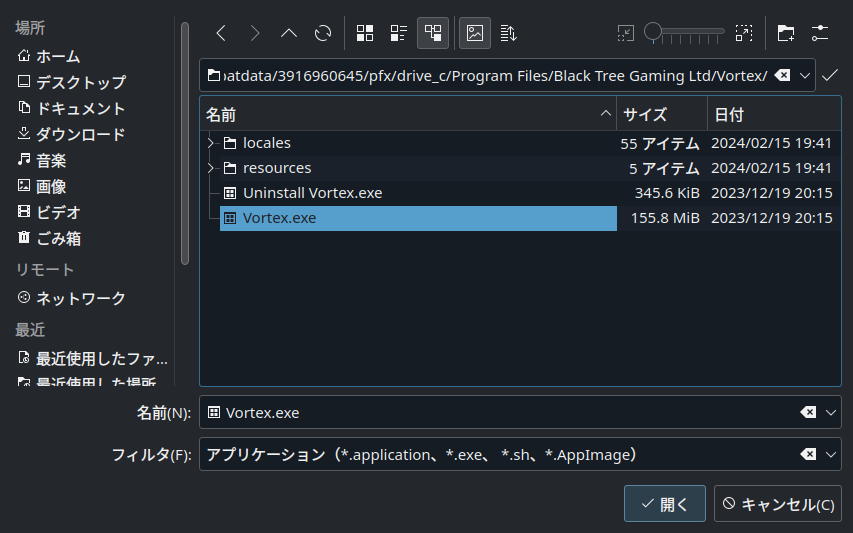 場所
ホーム
デスクトップ
ドキュメント
ダウンロード
音楽
画像
ビデオ
ごみ箱
リモート
ネットワーク
最近
最近使用したファ...
最近使用した場所
patdata/3916960645/pfx/drive_c/Program Files/Black Tree Gaming Ltd/Vortex/
名前 サイズ 日付
locales 55 アイテム 2024/02/15 19:41
resources 5 アイテム 2024/02/15 19:41
Uninstall Vortex.exe 345.6 KiB 2023/12/19 20:15
Vortex.exe 155.8 MiB 2023/12/19 20:15
名前(N): Vortex.exe
フィルタ(F): アプリケーション（*.application、*.exe、 *.sh、*.AppImage）
開く キャンセル(C)